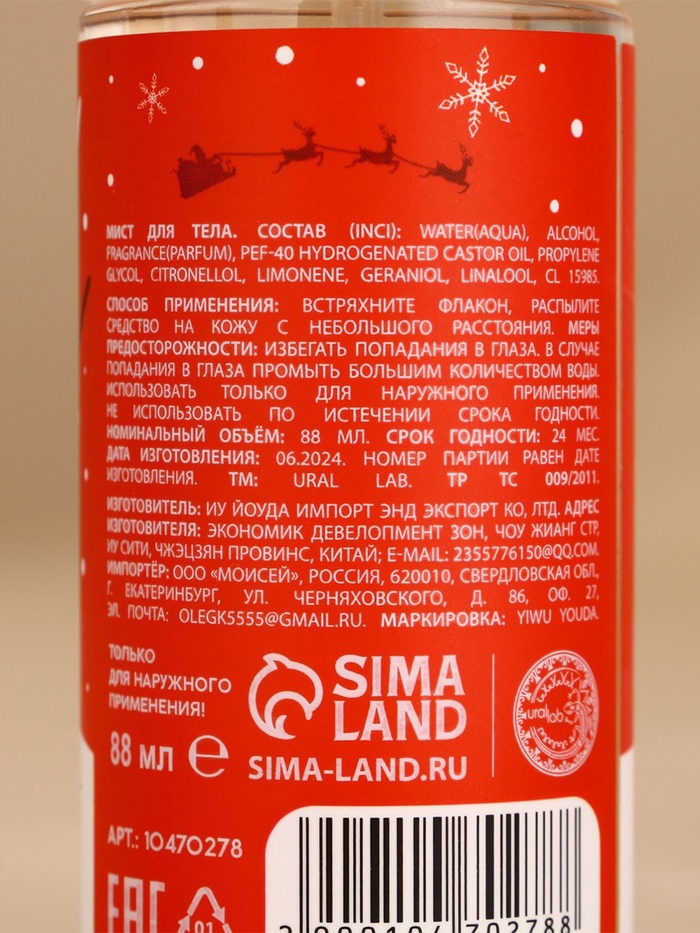 МИСТ ДЛЯ ТЕЛА. СОСТАВ (INCI): WATER(AQUA), ALCOHOL,
FRAGRANCE(PARFUM), PEF-40 HYDROGENATED CASTOR OIL, PROPYLENE
GLYCOL, CITRONELLOL, LIMONENE, GERANIOL, LINALOOL, CL 15985.
СПОСОБ ПРИМЕНЕНИЯ: ВСТРЯХНИТЕ ФЛАКОН, РАСПЫЛИТЕ
СРЕДСТВО НА КОЖУ С НЕБОЛЬШОГО РАССТОЯНИЯ. МЕРЫ
ПРЕДОСТОРОЖНОСТИ: ИЗБЕГАТЬ ПОПАДАНИЯ В ГЛАЗА. В СЛУЧАЕ
ПОПАДАНИЯ В ГЛАЗА ПРОМЫТЬ БОЛЬШИМ КОЛИЧЕСТВОМ ВОДЫ.
ИСПОЛЬЗОВАТЬ ТОЛЬКО ДЛЯ НАРУЖНОГО ПРИМЕНЕНИЯ.
НЕ ИСПОЛЬЗОВАТЬ ПО ИСТЕЧЕНИИ СРОКА ГОДНОСТИ.
НОМИНАЛЬНЫЙ ОБЪЁМ: 88 МЛ. СРОК ГОДНОСТИ: 24 МЕС.
ДАТА ИЗГОТОВЛЕНИЯ: 06.2024. НОМЕР ПАРТИИ РАВЕН ДАТЕ
ИЗГОТОВЛЕНИЯ. ТМ: URAL LAB. ТР ТС 009/2011.
ИЗГОТОВИТЕЛЬ: ИУ ЙОУДА ИМПОРТ ЭНД ЭКСПОРТ КО, ЛТД. АДРЕС
ИЗГОТОВИТЕЛЯ: ЭКОНОМИК ДЕВЕЛОПМЕНТ ЗОН, ЧОУ ЖИАНГ СТР,
ИУ СИТИ, ЧЖЭЦЗЯН ПРОВИНС, КИТАЙ; E-MAIL: 2355776150@QQ.COM.
ИМПОРТЁР: ООО «МОИСЕЙ», РОССИЯ, 620010, СВЕРДЛОВСКАЯ ОБЛ.,
Г. ЕКАТЕРИНБУРГ, УЛ. ЧЕРНЯХОВСКОГО, Д. 86, ОФ. 27,
ЭЛ. ПОЧТА: OLEGK5555@GMAIL.RU. МАРКИРОВКА: YIWU YOUDA.
ТОЛЬКО
ДЛЯ НАРУЖНОГО
ПРИМЕНЕНИЯ!
88 МЛ e
SIMA
LAND
SIMA-LAND.RU
ural lab
АРТ.: 10470278
EAC
01